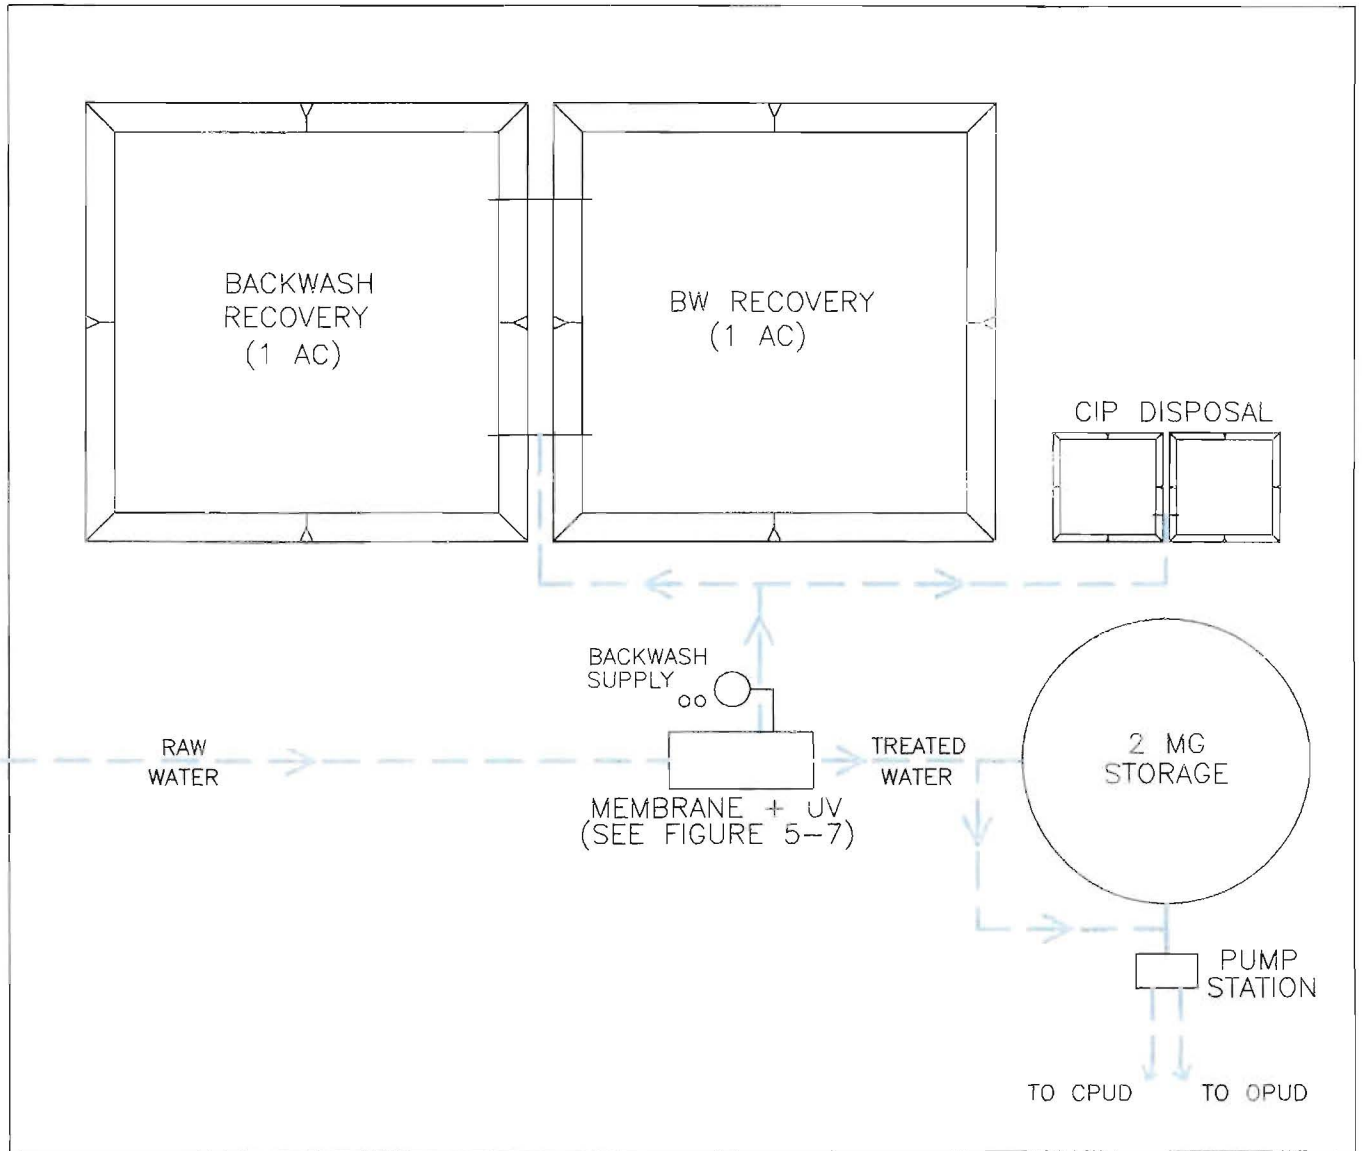 BACKWASH
RECOVERY
(1 AC)
BW RECOVERY
(1 AC)
CIP DISPOSAL
BACKWASH
SUPPLY
RAW
WATER
TREATED
WATER
2 MG
STORAGE
MEMBRANE + UV
(SEE FIGURE 5-7)
PUMP
STATION
TO CPUD
TO OPUD